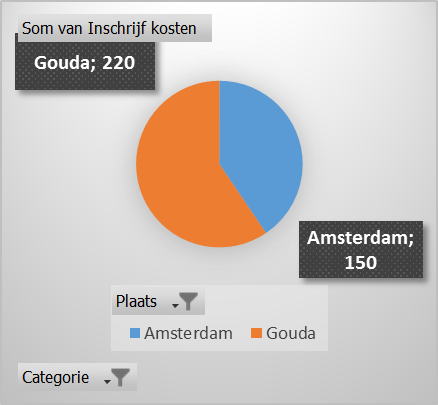 Som van Inschrijf kosten
Gouda; 220
Amsterdam;
150
Plaats
Amsterdam Gouda
Categorie